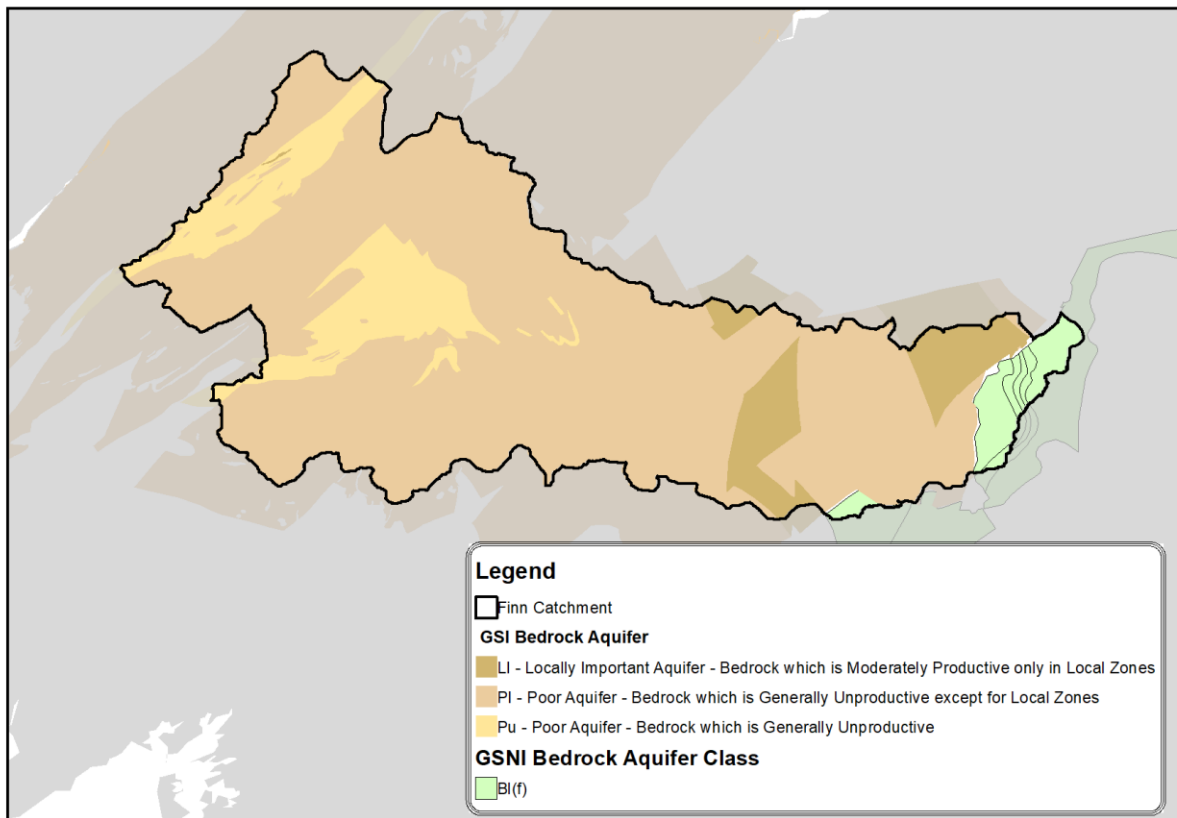 Legend
Finn Catchment
GSI Bedrock Aquifer
LI - Locally Important Aquifer - Bedrock which is Moderately Productive only in Local Zones
PI - Poor Aquifer - Bedrock which is Generally Unproductive except for Local Zones
Pu - Poor Aquifer - Bedrock which is Generally Unproductive
GSNI Bedrock Aquifer Class
BI(f)